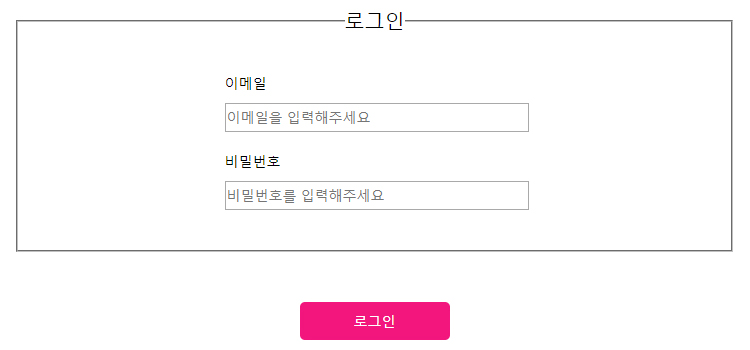 로그인
이메일
이메일을 입력해주세요
비밀번호
비밀번호를 입력해주세요
로그인